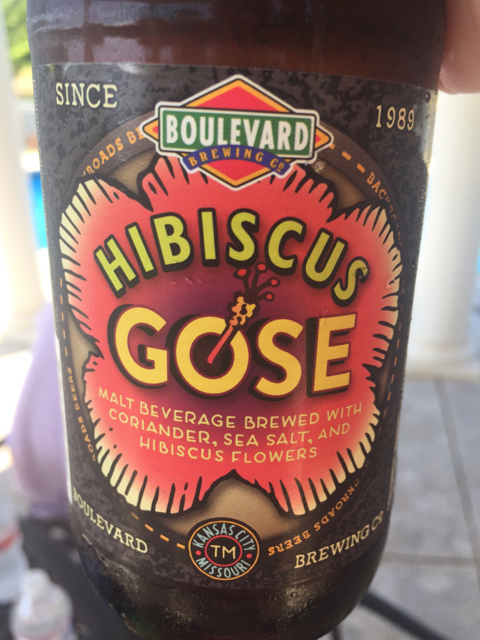 SINCE
1989
BOULEVARD
BREWING Co
HIBISCUS
GOSE
MALT BEVERAGE BREWED WITH
CORIANDER, SEA SALT, AND
HIBISCUS FLOWERS
BOULEVARD
BREWING Co
KANSAS CITY
TM
MISSOURI
BEERS